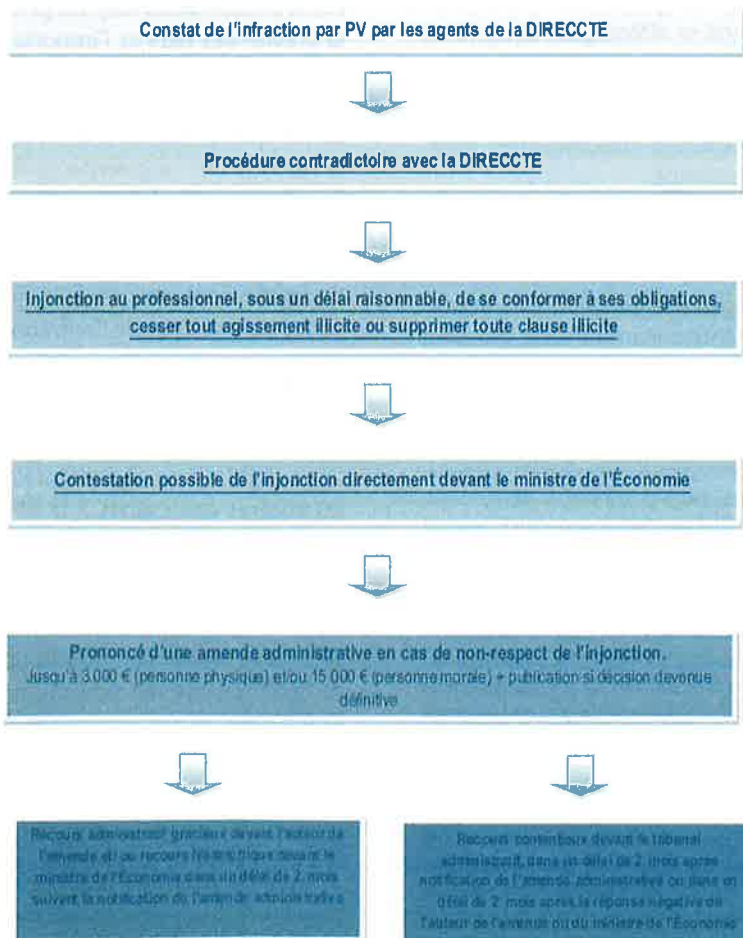 Constat de l'infraction par PV par les agents de la DIRECCTE
Procédure contradictoire avec la DIRECCTE
Injonction au professionnel, sous un délai raisonnable, de se conformer à ses obligations,
cesser tout agissement illicite ou supprimer toute clause illicite
Contestation possible de l'injonction directement devant le ministre de l'Économie
Prononcé d'une amende administrative en cas de non-respect de l'injonction.
Jusqu'à 3.000 € (personne physique) et/ou 15 000 € (personne morale) + publication si décision devenue
définitive
Recours administratif gracieux devant l'auteur de
l'amende et/ou recours hiérarchique devant le
ministre de l'Économie dans un délai de 2 mois
suivant la notification de l'amende administrative
Recours contentieux devant le tribunal
administratif, dans un délai de 2 mois après
notification de l'amende administrative ou dans un
délai de 2 mois après la réponse négative de
l'auteur de l'amende ou du ministre de l'Économie